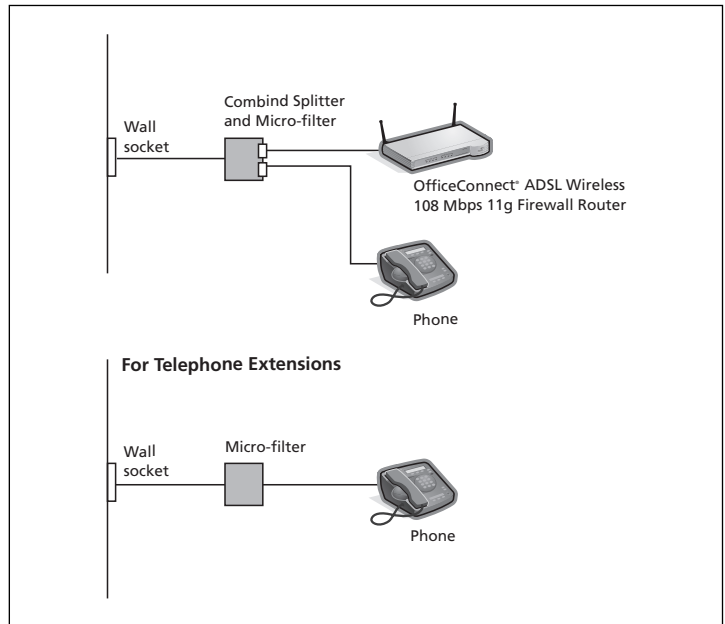 Combind Splitter
and Micro-filter
Wall
socket
OfficeConnect® ADSL Wireless
108 Mbps 11g Firewall Router
Phone
For Telephone Extensions
Wall
socket
Micro-filter
Phone